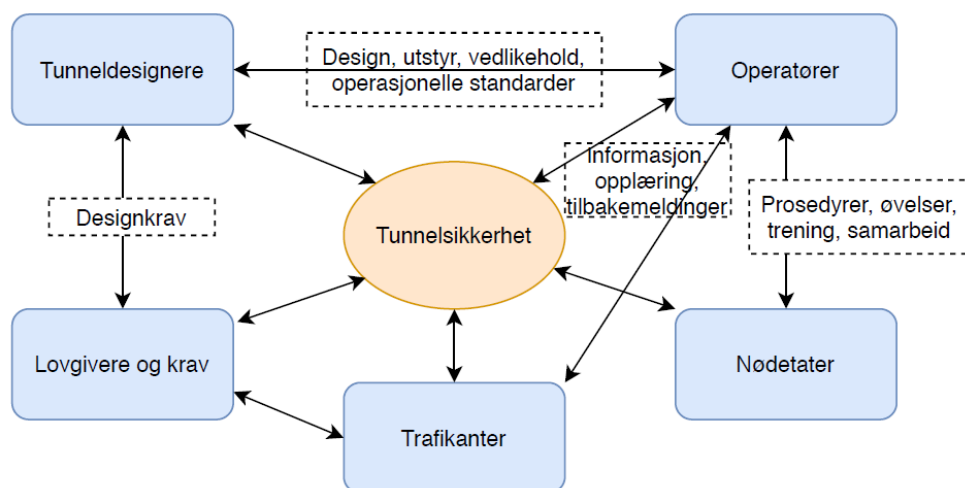 Tunneldesignere
Design, utstyr, vedlikehold,
operasjonelle standarder
Operatører
Informasjon,
opplæring,
tilbakemeldinger
Designkrav
Tunnelsikkerhet
Prosedyrer, øvelser,
trening, samarbeid
Lovgivere og krav
Trafikanter
Nødetater